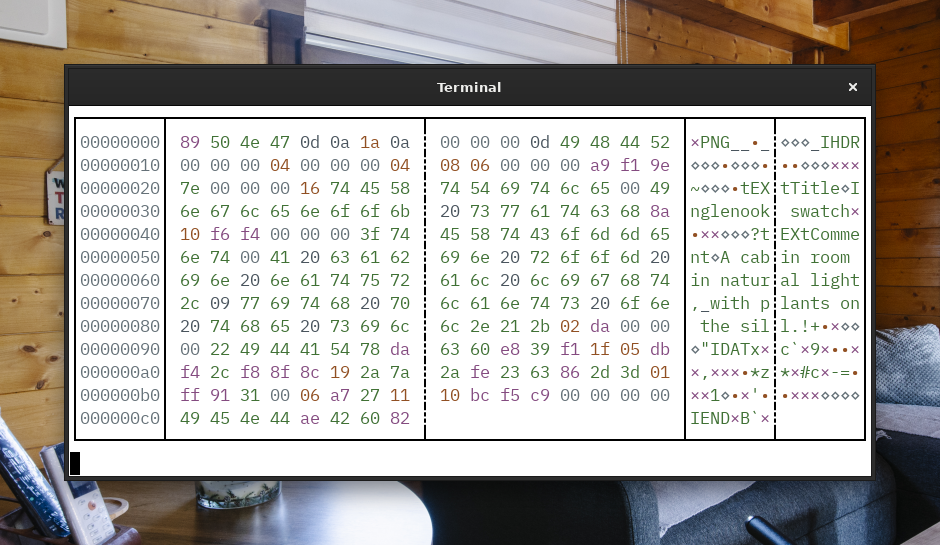 Terminal ×
00000000 89 50 4e 47 0d 0a 1a 0a 00 00 00 0d 49 48 44 52 ×PNG__•_ ⋄⋄⋄_IHDR
00000010 00 00 00 04 00 00 00 04 08 06 00 00 00 a9 f1 9e ⋄⋄⋄•⋄⋄⋄• ••⋄⋄⋄×××
00000020 7e 00 00 00 16 74 45 58 74 54 69 74 6c 65 00 49 ~⋄⋄⋄•tEX tTitle⋄I
00000030 6e 67 6c 65 6e 6f 6f 6b 20 73 77 61 74 63 68 8a nglenook  swatch×
00000040 10 f6 f4 00 00 00 3f 74 45 58 74 43 6f 6d 6d 65 •××⋄⋄⋄?t EXtComme
00000050 6e 74 00 41 20 63 61 62 69 6e 20 72 6f 6f 6d 20 nt⋄A cab in room
00000060 69 6e 20 6e 61 74 75 72 61 6c 20 6c 69 67 68 74 in natur al light
00000070 2c 09 77 69 74 68 20 70 6c 61 6e 74 73 20 6f 6e ,_with p lants on
00000080 20 74 68 65 20 73 69 6c 6c 2e 21 2b 02 da 00 00  the sil l.!+•×⋄⋄
00000090 00 22 49 44 41 54 78 da 63 60 e8 39 f1 1f 05 db ⋄"IDATx× c`×9×••×
000000a0 f4 2c f8 8f 8c 19 2a 7a 2a fe 23 63 86 2d 3d 01 ×,×××•*z *×#c×-=•
000000b0 ff 91 31 00 06 a7 27 11 10 bc f5 c9 00 00 00 00 ××1⋄•×'• •×××⋄⋄⋄⋄
000000c0 49 45 4e 44 ae 42 60 82 IEND×B`×